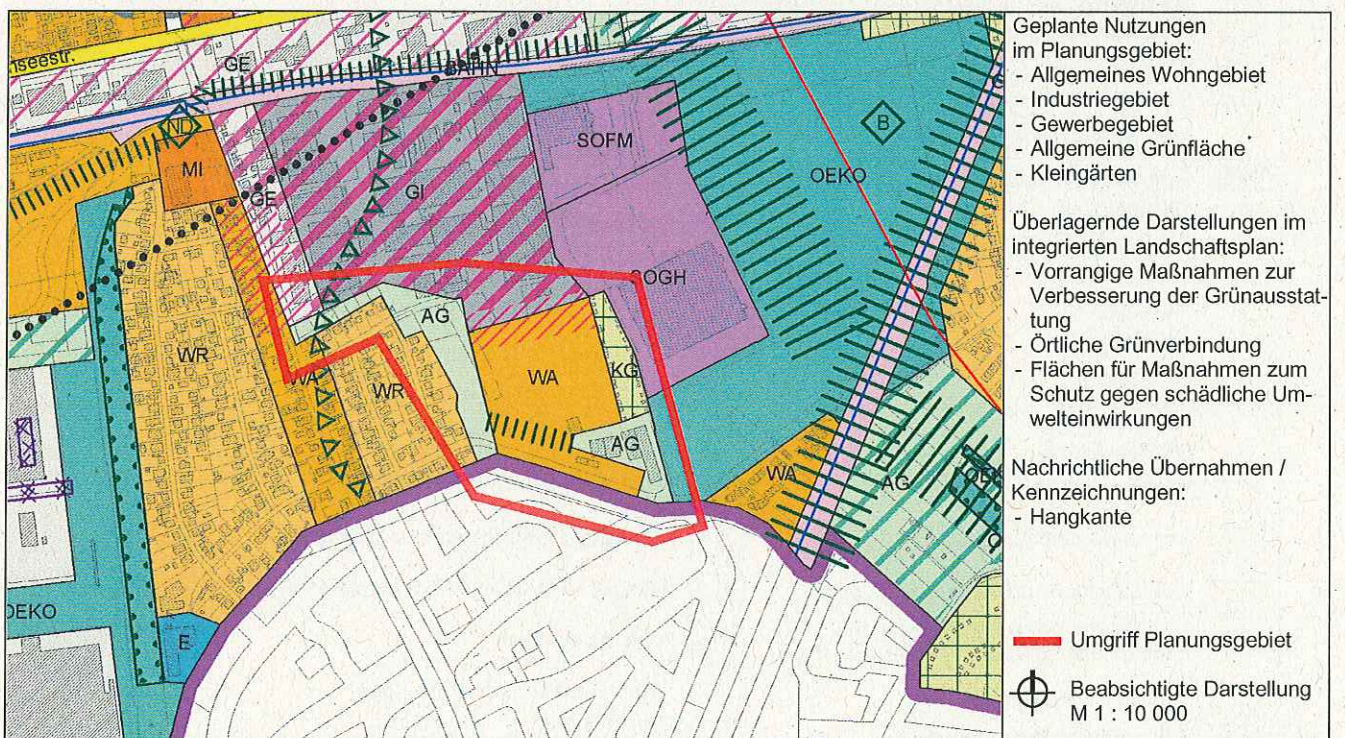 nseestr.
GE
BAHN
ND
MI
GE
GI
SOFM
B
OEKO
SOGH
WR
AG
WA
WR
WA
KG
AG
WA
AG
OEKO
E
Geplante Nutzungen
im Planungsgebiet:
- Allgemeines Wohngebiet
- Industriegebiet
- Gewerbegebiet
- Allgemeine Grünfläche
- Kleingärten
Überlagernde Darstellungen im
integrierten Landschaftsplan:
- Vorrangige Maßnahmen zur
Verbesserung der Grünausstat-
tung
- Örtliche Grünverbindung
- Flächen für Maßnahmen zum
Schutz gegen schädliche Um-
welteinwirkungen
Nachrichtliche Übernahmen /
Kennzeichnungen:
- Hangkante
Umgriff Planungsgebiet
Beabsichtigte Darstellung
M 1 : 10 000